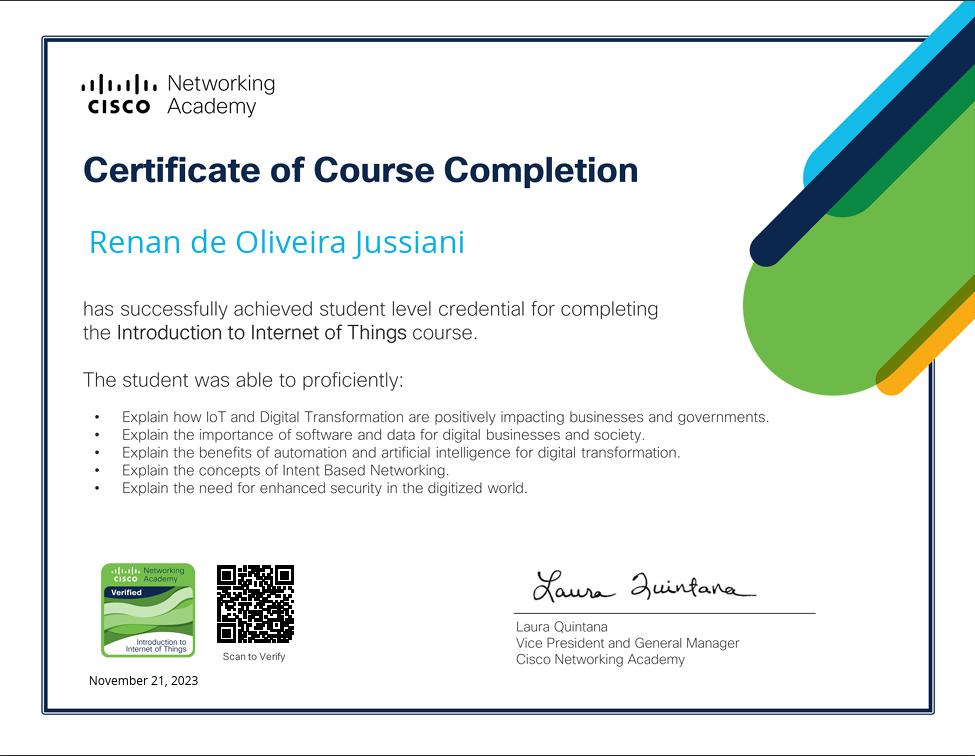 CISCO Networking Academy
Certificate of Course Completion
Renan de Oliveira Jussiani
has successfully achieved student level credential for completing
the Introduction to Internet of Things course.
The student was able to proficiently:
• Explain how IoT and Digital Transformation are positively impacting businesses and governments.
• Explain the importance of software and data for digital businesses and society.
• Explain the benefits of automation and artificial intelligence for digital transformation.
• Explain the concepts of Intent Based Networking.
• Explain the need for enhanced security in the digitized world.
CISCO Networking Academy
Verified
Introduction to
Internet of Things
Scan to Verify
November 21, 2023
Laura Quintana
Laura Quintana
Vice President and General Manager
Cisco Networking Academy